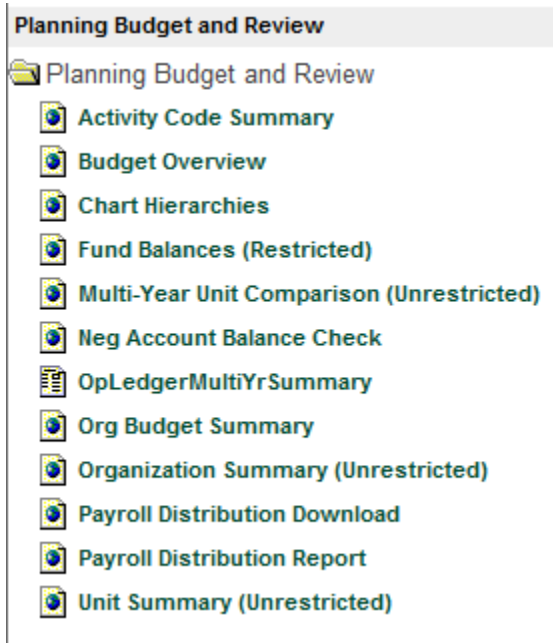 Planning Budget and Review
Planning Budget and Review
Activity Code Summary
Budget Overview
Chart Hierarchies
Fund Balances (Restricted)
Multi-Year Unit Comparison (Unrestricted)
Neg Account Balance Check
OpLedgerMultiYrSummary
Org Budget Summary
Organization Summary (Unrestricted)
Payroll Distribution Download
Payroll Distribution Report
Unit Summary (Unrestricted)